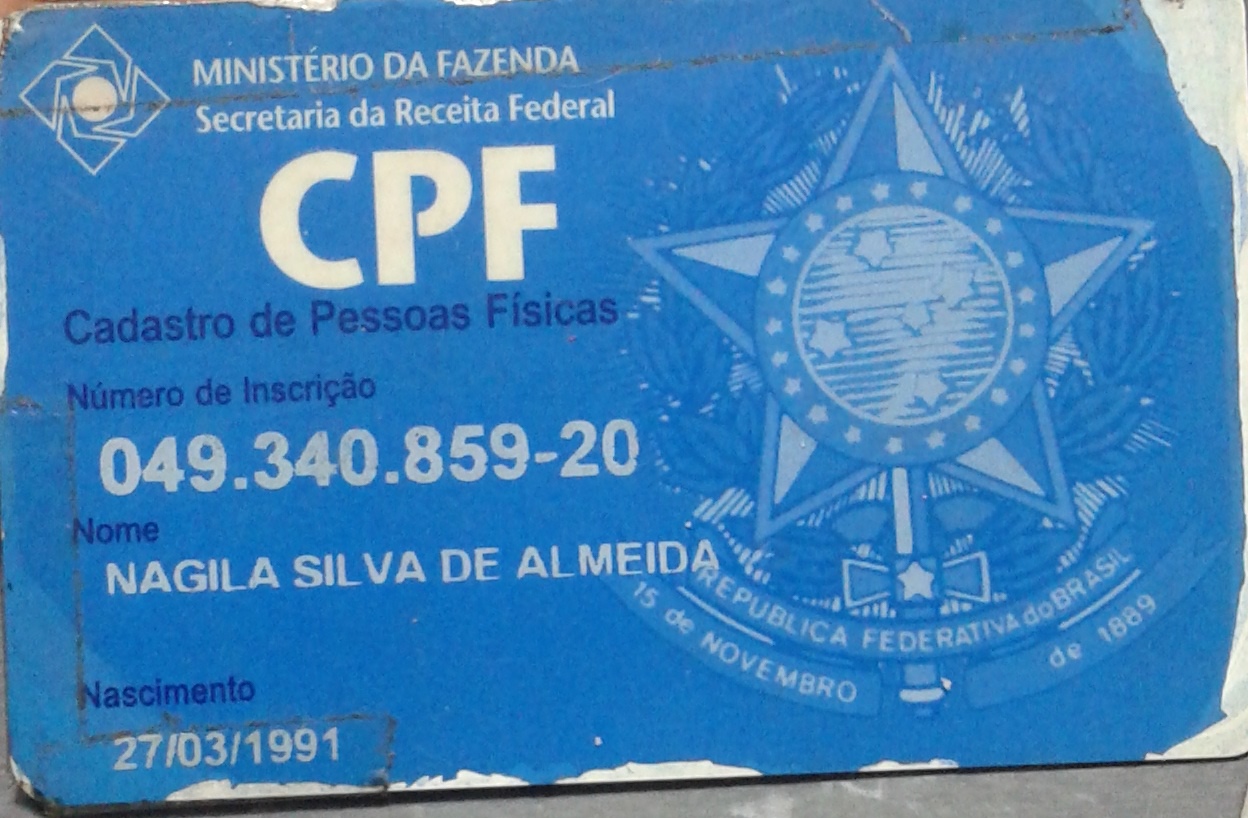 MINISTÉRIO DA FAZENDA
Secretaria da Receita Federal
CPF
Cadastro de Pessoas Físicas
Número de Inscrição
049.340.859-20
Nome
NAGILA SILVA DE ALMEIDA
Nascimento
27/03/1991
REPUBLICA FEDERATIVA do BRASIL
15 de NOVEMBRO
de 1889